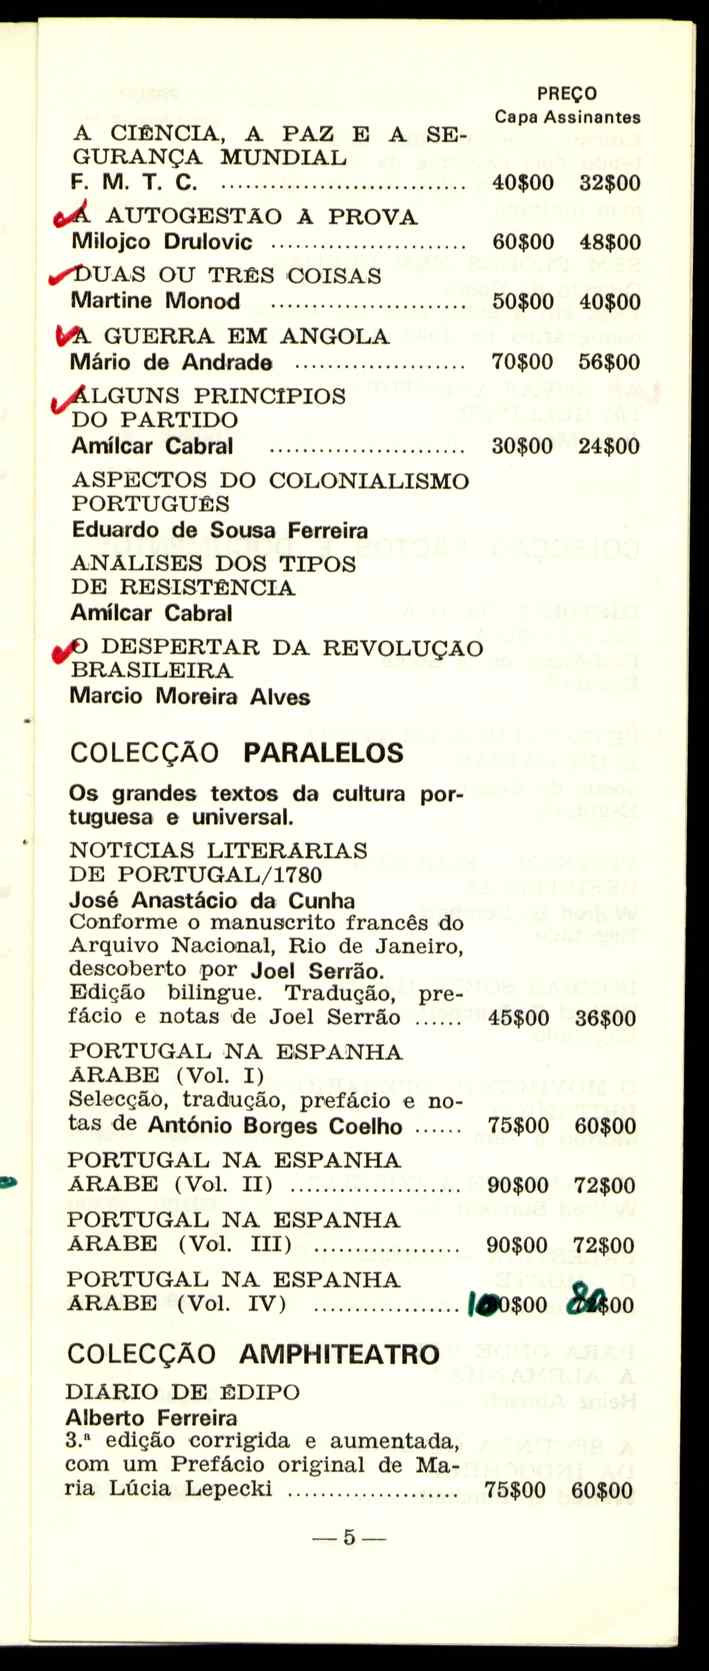 PREÇO
Capa Assinantes
A CIÊNCIA, A PAZ E A SE-
GURANÇA MUNDIAL
F. M. T. C. .............................. 40$00 32$00
A AUTOGESTÃO À PROVA
Milojco Drulovic ........................ 60$00 48$00
DUAS OU TRÊS COISAS
Martine Monod ........................ 50$00 40$00
A GUERRA EM ANGOLA
Mário de Andrade ..................... 70$00 56$00
ALGUNS PRINCÍPIOS
DO PARTIDO
Amílcar Cabral ........................ 30$00 24$00
ASPECTOS DO COLONIALISMO
PORTUGUÊS
Eduardo de Sousa Ferreira
ANÁLISES DOS TIPOS
DE RESISTÊNCIA
Amílcar Cabral
O DESPERTAR DA REVOLUÇÃO
BRASILEIRA
Marcio Moreira Alves
COLECÇÃO PARALELOS
Os grandes textos da cultura por-
tuguesa e universal.
NOTÍCIAS LITERÁRIAS
DE PORTUGAL/1780
José Anastácio da Cunha
Conforme o manuscrito francês do
Arquivo Nacional, Rio de Janeiro,
descoberto por Joel Serrão.
Edição bilingue. Tradução, pre-
fácio e notas de Joel Serrão ...... 45$00 36$00
PORTUGAL NA ESPANHA
ÁRABE (Vol. I)
Selecção, tradução, prefácio e no-
tas de António Borges Coelho ...... 75$00 60$00
PORTUGAL NA ESPANHA
ÁRABE (Vol. II) ..................... 90$00 72$00
PORTUGAL NA ESPANHA
ÁRABE (Vol. III) .................. 90$00 72$00
PORTUGAL NA ESPANHA
ÁRABE (Vol. IV) .................. 100$00 80$00
COLECÇÃO AMPHITEATRO
DIÁRIO DE ÉDIPO
Alberto Ferreira
3.ª edição corrigida e aumentada,
com um Prefácio original de Ma-
ria Lúcia Lepecki ..................... 75$00 60$00
— 5 —